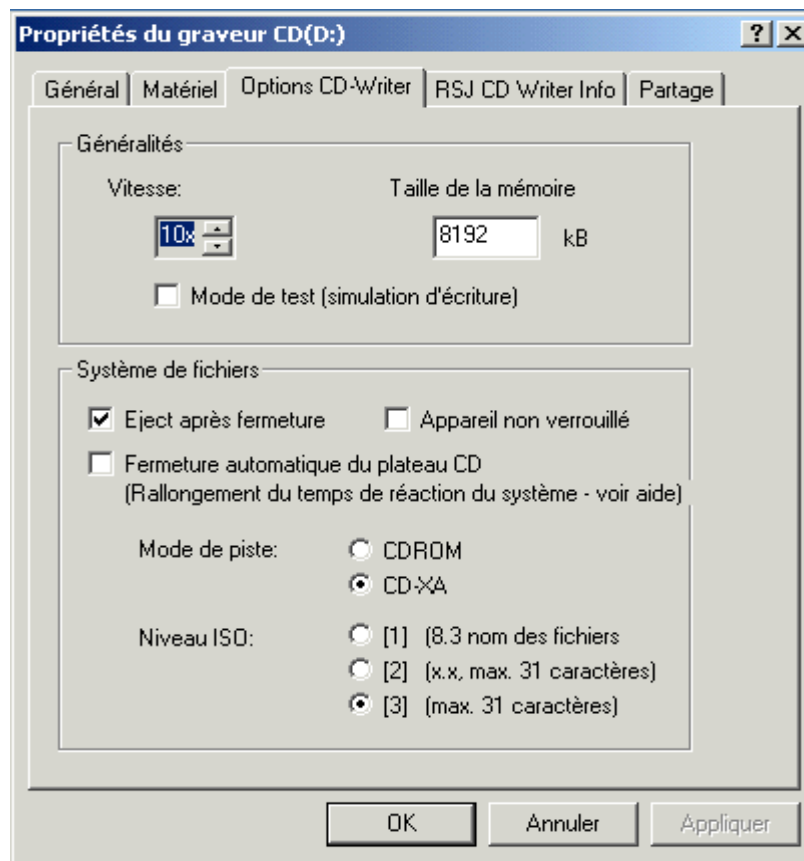 Propriétés du graveur CD(D:)
Général Matériel Options CD-Writer RSJ CD Writer Info Partage
Généralités
Vitesse: Taille de la mémoire
10x 8192 kB
Mode de test (simulation d'écriture)
Système de fichiers
Eject après fermeture Appareil non verrouillé
Fermeture automatique du plateau CD
(Rallongement du temps de réaction du système - voir aide)
Mode de piste: CDROM
CD-XA
Niveau ISO: [1] (8.3 nom des fichiers
[2] (x.x, max. 31 caractères)
[3] (max. 31 caractères)
OK Annuler Appliquer